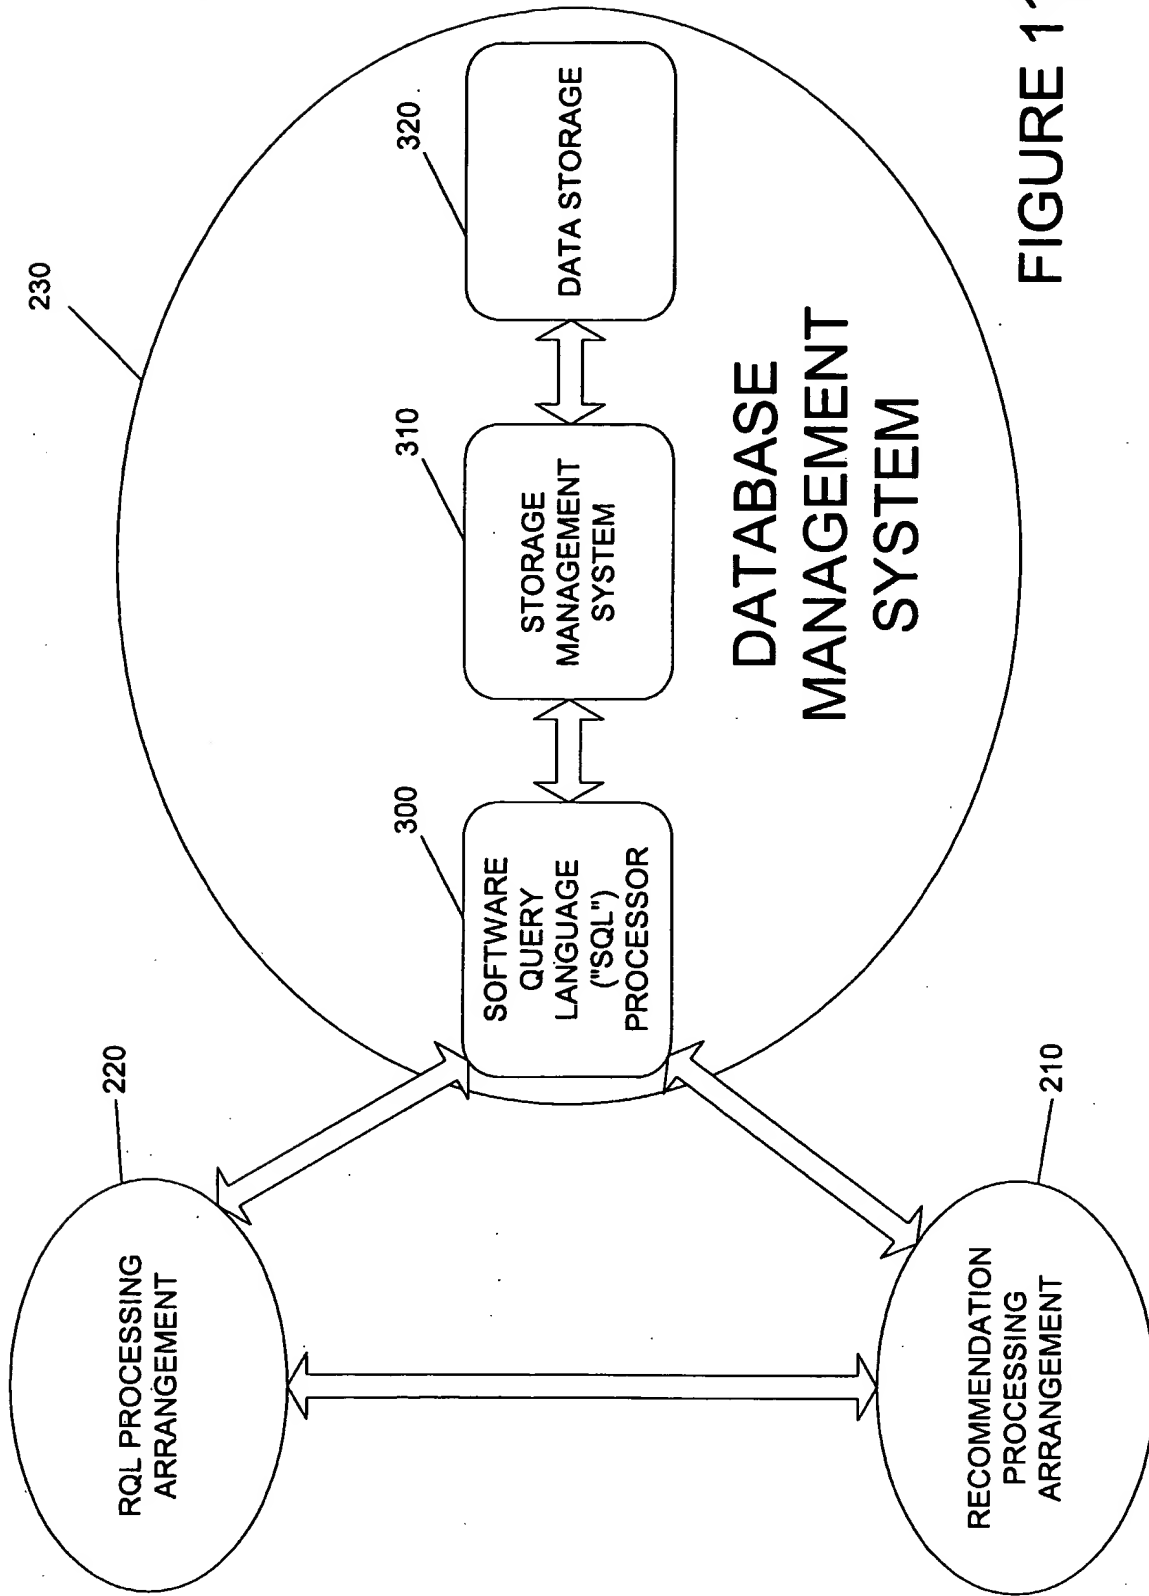 230
220
RQL PROCESSING
ARRANGEMENT
300
310
320
SOFTWARE
QUERY
LANGUAGE
("SQL")
PROCESSOR
STORAGE
MANAGEMENT
SYSTEM
DATA STORAGE
DATABASE
MANAGEMENT
SYSTEM
RECOMMENDATION
PROCESSING
ARRANGEMENT
210
FIGURE 11